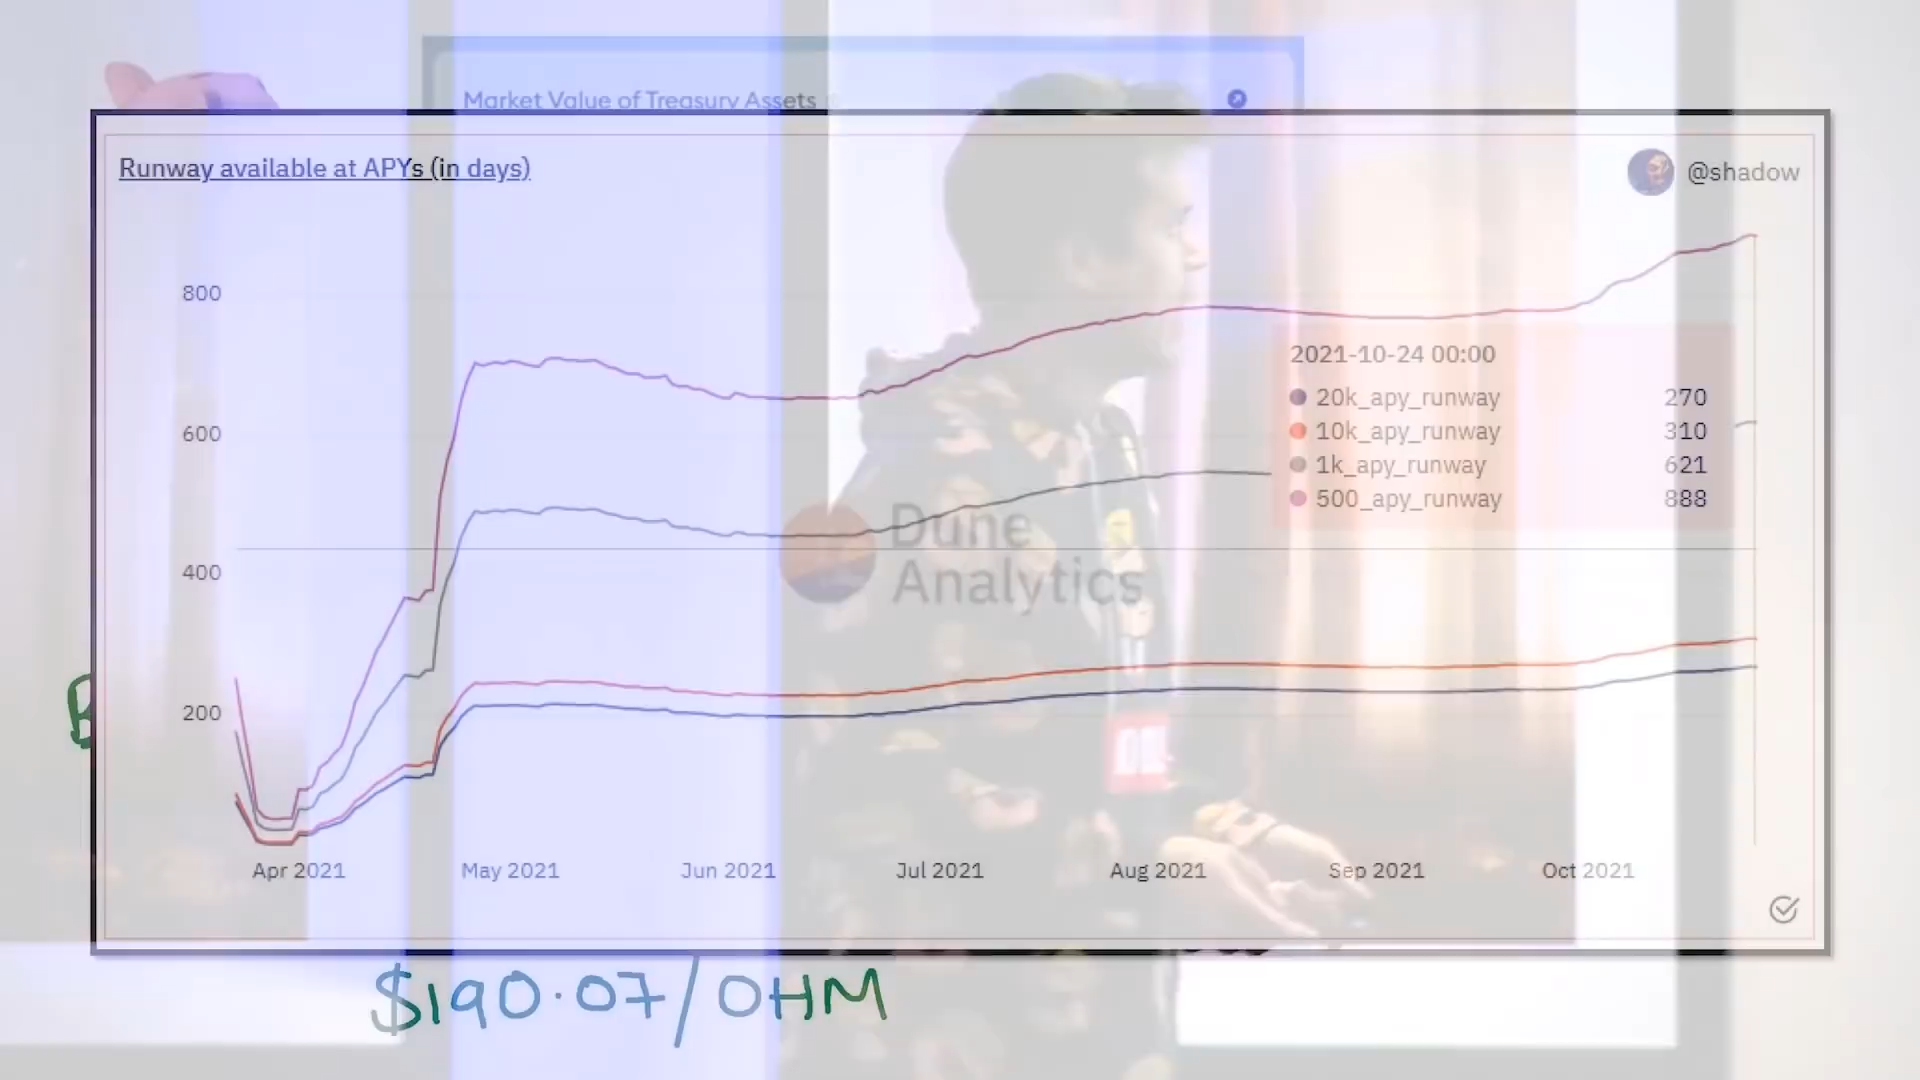 Market Value of Treasury Assets
Runway available at APYs (in days)
@shadow
800
600
400
200
2021-10-24 00:00
20k_apy_runway 270
10k_apy_runway 310
1k_apy_runway 621
500_apy_runway 888
Dune
Analytics
Apr 2021 May 2021 Jun 2021 Jul 2021 Aug 2021 Sep 2021 Oct 2021
$190.07/OHM